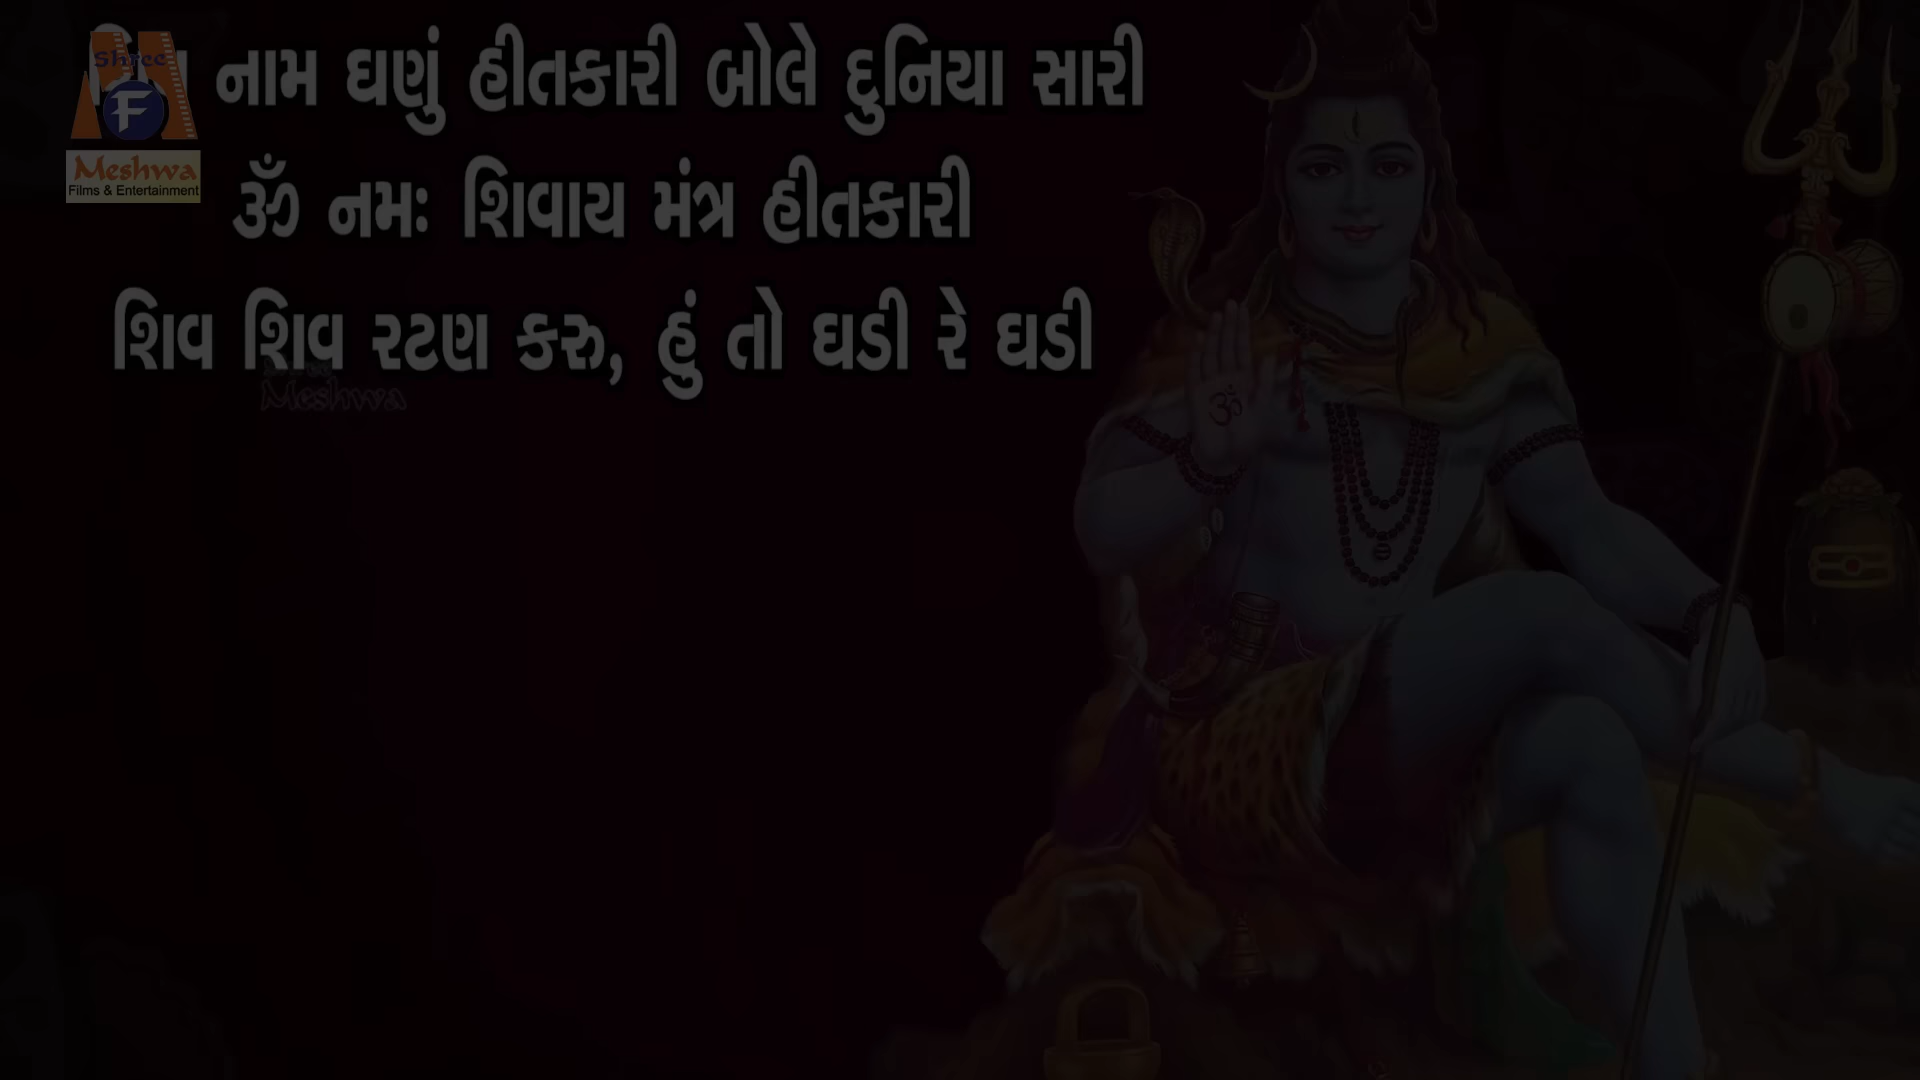 Shree
નામ ઘણું હીતકારી બોલે દુનિયા સારી
F
Meshwa
Films & Entertainment
ૐ નમઃ શિવાય મંત્ર હીતકારી
શિવ શિવ રટણ કરુ, હું તો ઘડી રે ઘડી
Meshwa
ૐ